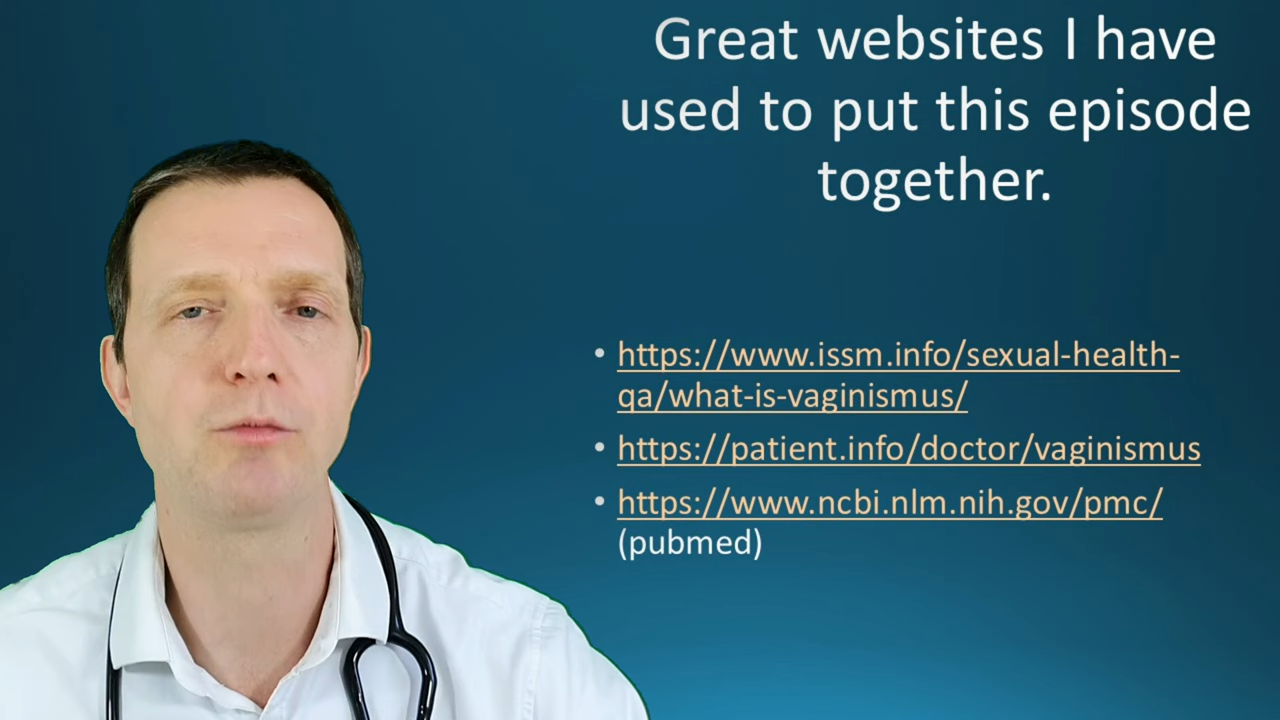 Great websites I have
used to put this episode
together.
• https://www.issm.info/sexual-health-
qa/what-is-vaginismus/
• https://patient.info/doctor/vaginismus
• https://www.ncbi.nlm.nih.gov/pmc/
(pubmed)